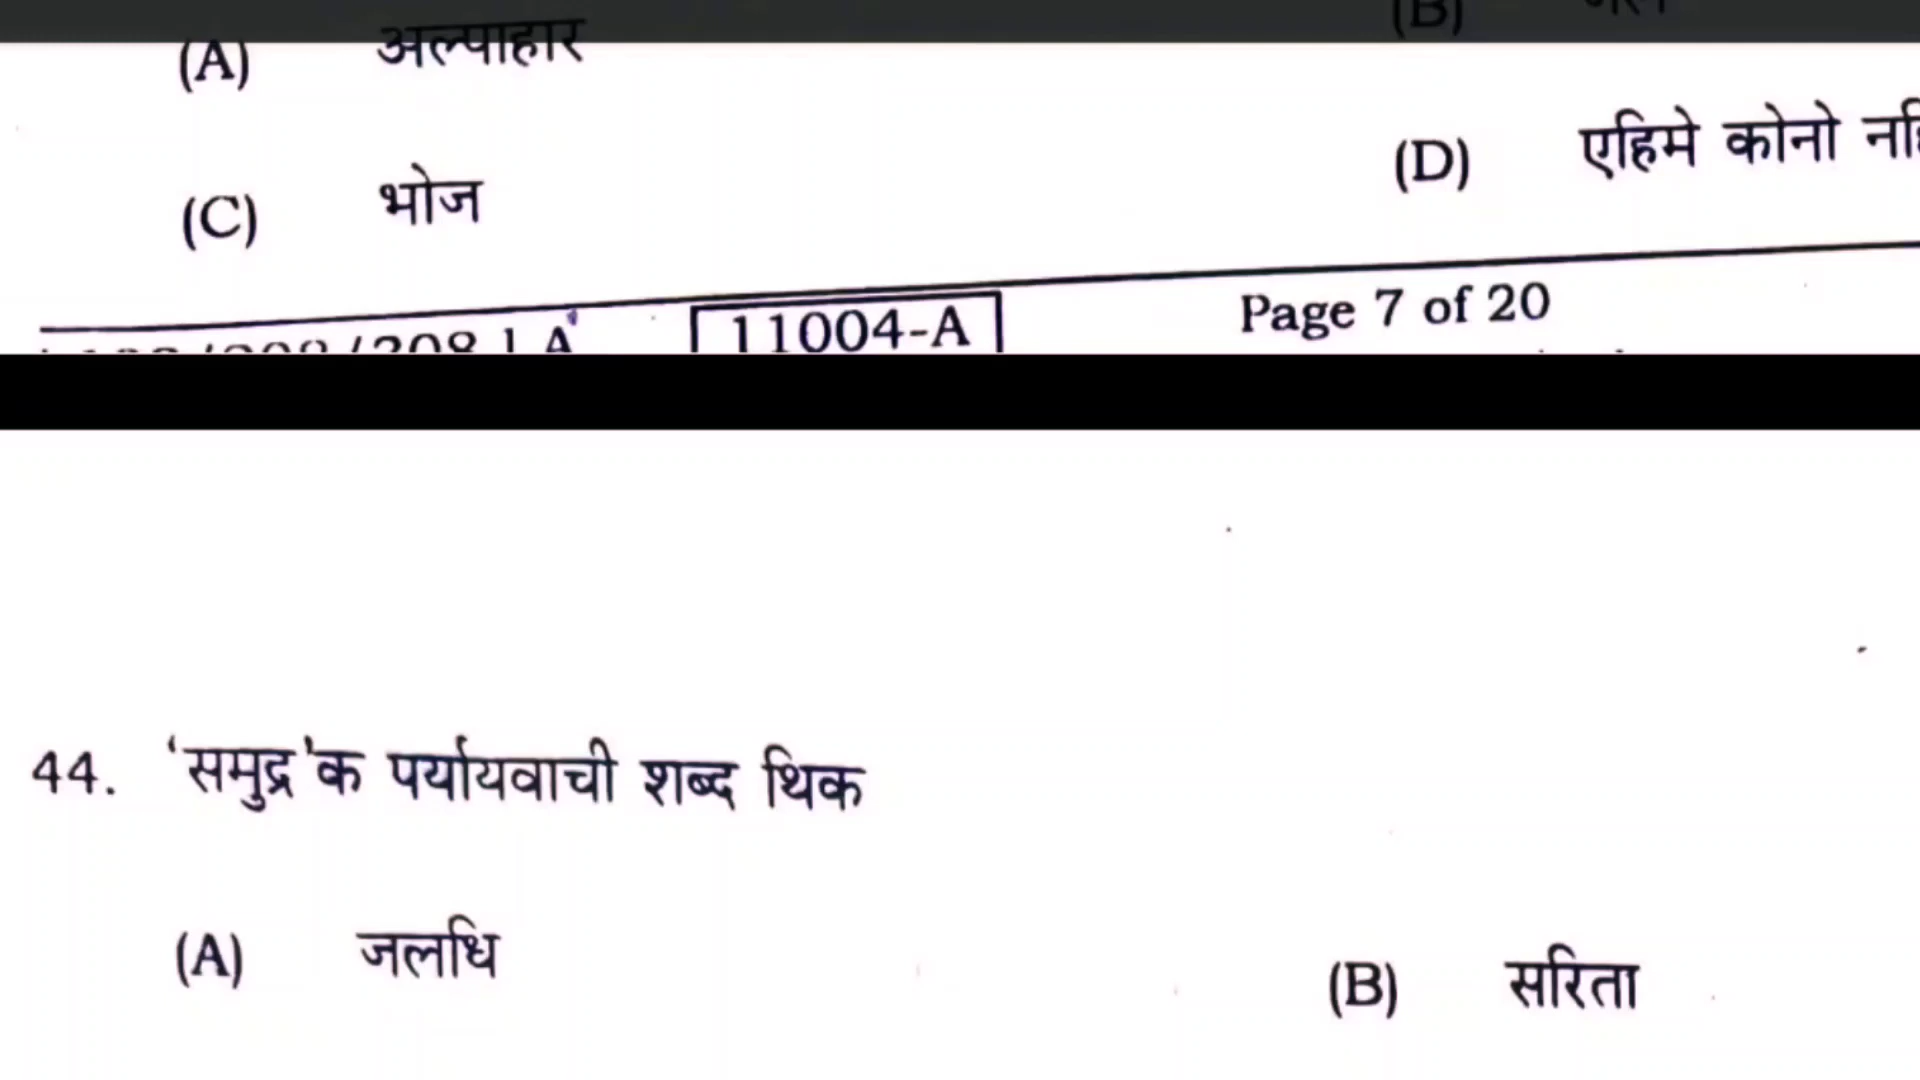 (A) अल्पाहार (B)
(C) भोज (D) एहिमे कोनो
11004-A Page 7 of 20
44. 'समुद्र'क पर्यायवाची शब्द थिक
(A) जलधि (B) सरिता